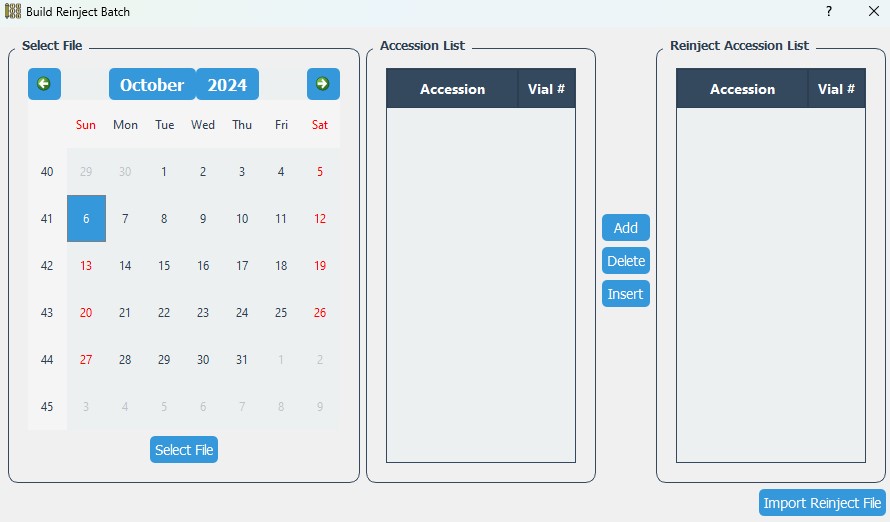 Build Reinject Batch
?
Select File
Accession List
Reinject Accession List
October 2024
Accession Vial #
Accession Vial #
Sun Mon Tue Wed Thu Fri Sat
40 29 30 1 2 3 4 5
41 6 7 8 9 10 11 12
42 13 14 15 16 17 18 19
43 20 21 22 23 24 25 26
44 27 28 29 30 31 1 2
45 3 4 5 6 7 8 9
Select File
Add
Delete
Insert
Import Reinject File